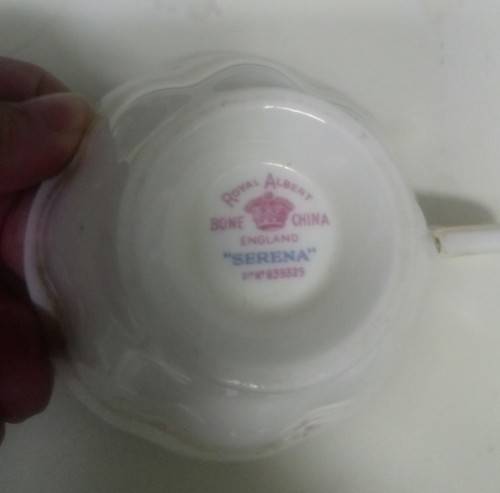 ROYAL ALBERT
BONE CHINA
ENGLAND
"SERENA"